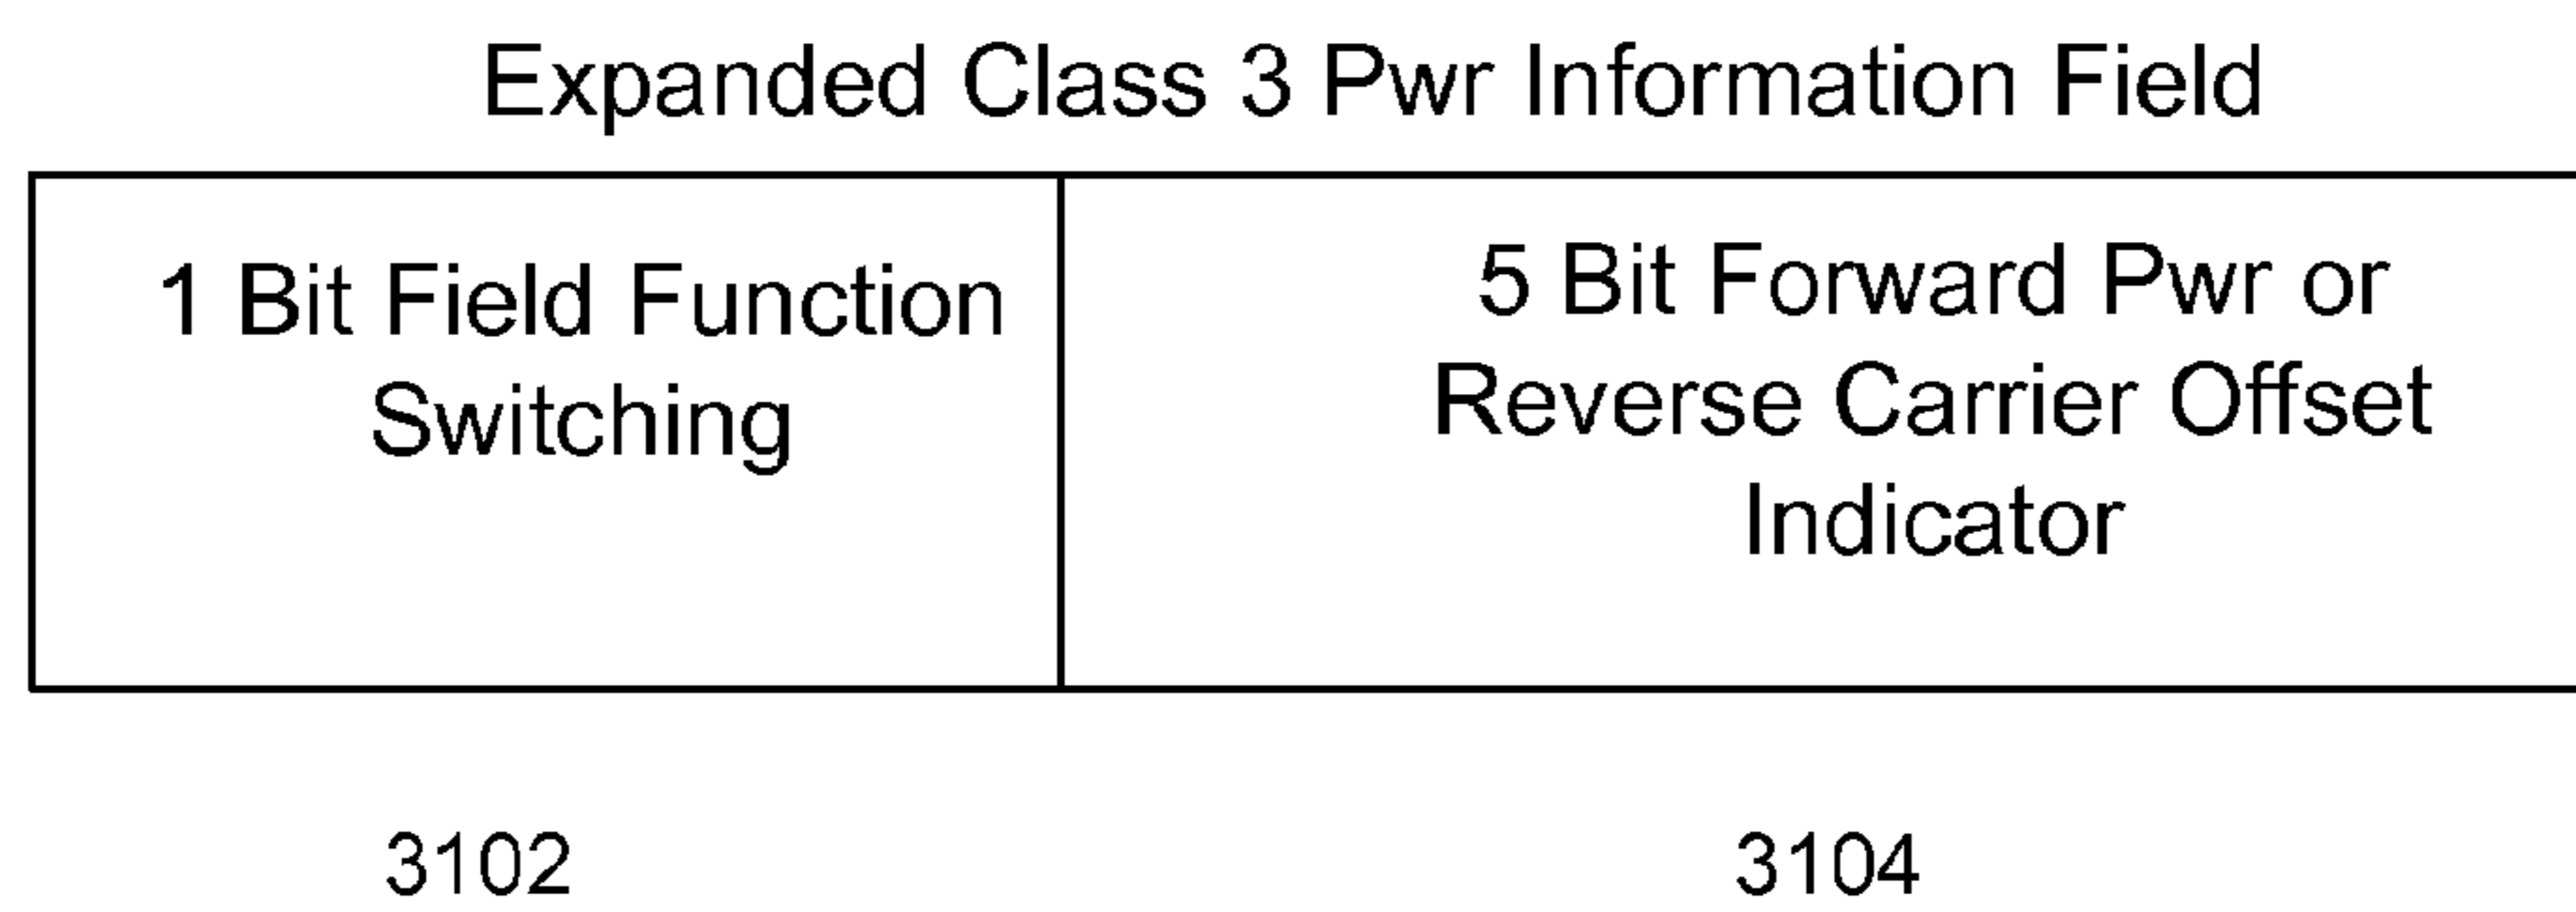 Expanded Class 3 Pwr Information Field
1 Bit Field Function
Switching
5 Bit Forward Pwr or
Reverse Carrier Offset
Indicator
3102
3104